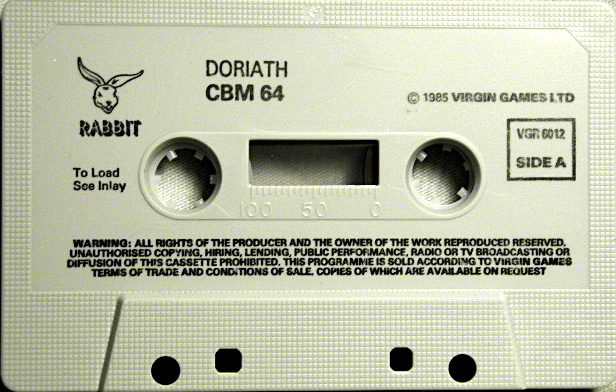 DORIATH
CBM 64
© 1985 VIRGIN GAMES LTD
RABBIT
VGR 6012
SIDE A
To Load
See Inlay
100 50 0
WARNING: ALL RIGHTS OF THE PRODUCER AND THE OWNER OF THE WORK REPRODUCED RESERVED.
UNAUTHORISED COPYING, HIRING, LENDING, PUBLIC PERFORMANCE, RADIO OR TV BROADCASTING OR
DIFFUSION OF THIS CASSETTE PROHIBITED. THIS PROGRAMME IS SOLD ACCORDING TO VIRGIN GAMES
TERMS OF TRADE AND CONDITIONS OF SALE. COPIES OF WHICH ARE AVAILABLE ON REQUEST